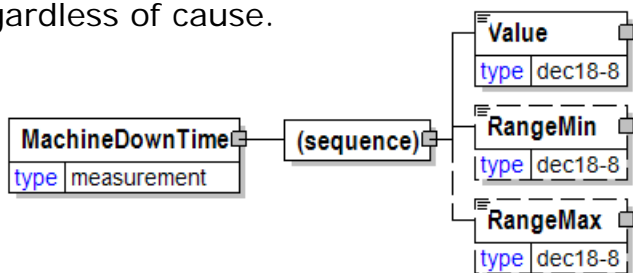 gardless of cause.
Value
type dec18-8
MachineDownTime
type measurement
(sequence)
RangeMin
type dec18-8
RangeMax
type dec18-8